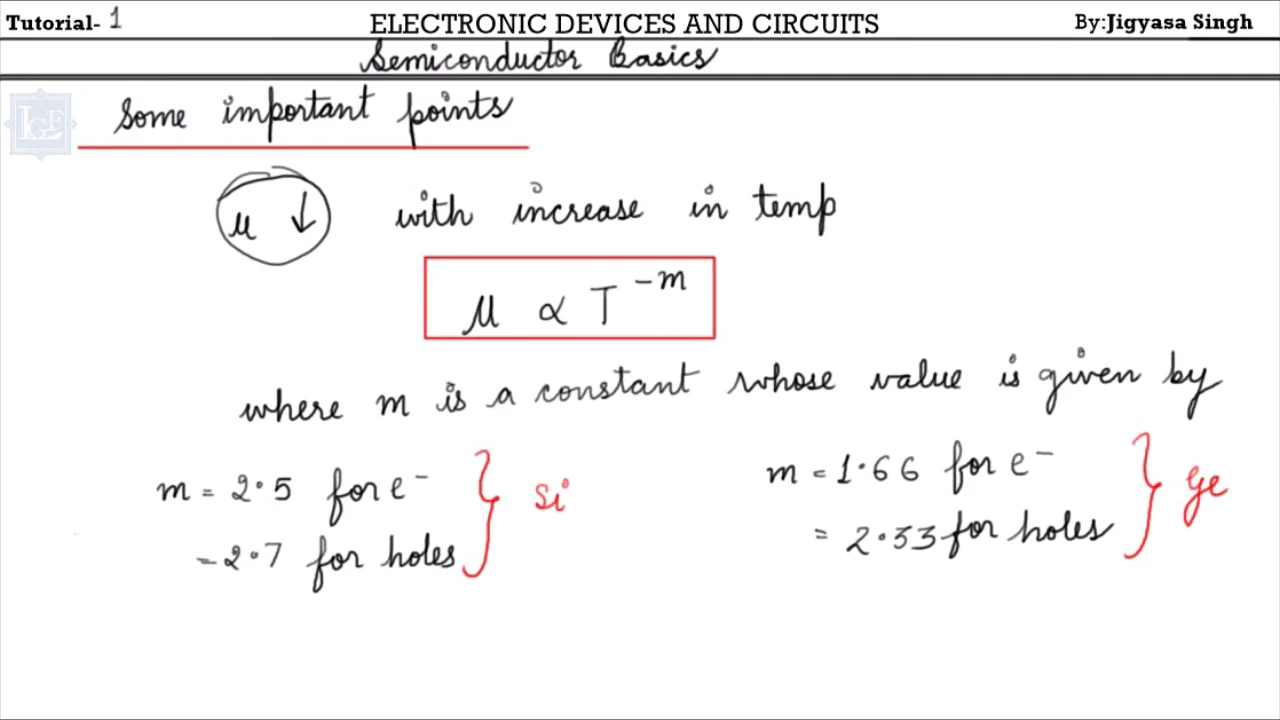 Tutorial- 1
ELECTRONIC DEVICES AND CIRCUITS
By:Jigyasa Singh
Semiconductor Basics
IGF
Some important points
μ ↓ with increase in temp
μ ∝ T^-m
where m is a constant whose value is given by
m = 2.5 for e⁻ } Si
= 2.7 for holes
m = 1.66 for e⁻ } Ge
= 2.33 for holes